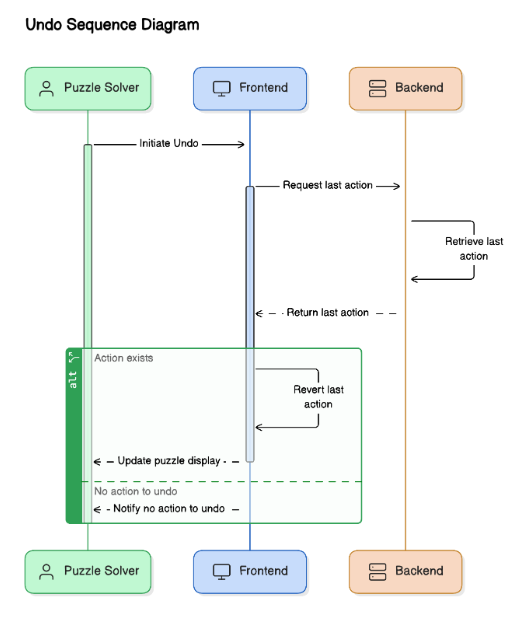 Undo Sequence Diagram
Puzzle Solver
Frontend
Backend
Initiate Undo
Request last action
Retrieve last
action
Return last action
alt
Action exists
Revert last
action
Update puzzle display
No action to undo
Notify no action to undo
Puzzle Solver
Frontend
Backend